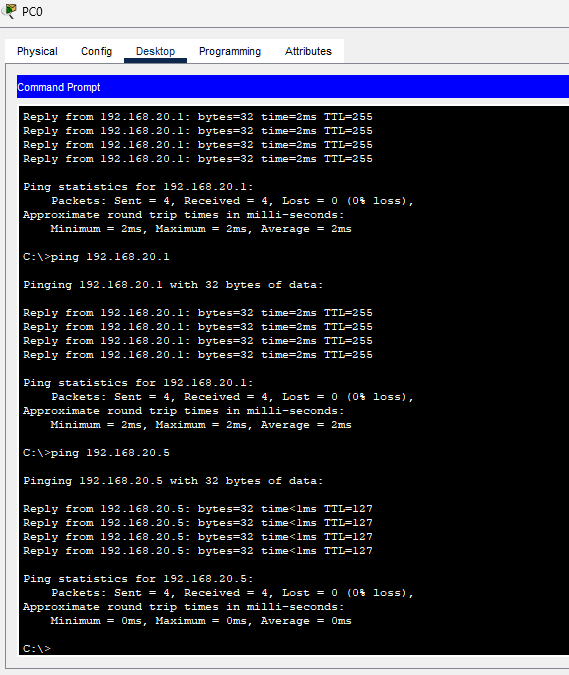 PC0
Physical Config Desktop Programming Attributes
Command Prompt
Reply from 192.168.20.1: bytes=32 time=2ms TTL=255
Reply from 192.168.20.1: bytes=32 time=2ms TTL=255
Reply from 192.168.20.1: bytes=32 time=2ms TTL=255
Reply from 192.168.20.1: bytes=32 time=2ms TTL=255
Ping statistics for 192.168.20.1:
    Packets: Sent = 4, Received = 4, Lost = 0 (0% loss),
Approximate round trip times in milli-seconds:
    Minimum = 2ms, Maximum = 2ms, Average = 2ms
C:\>ping 192.168.20.1
Pinging 192.168.20.1 with 32 bytes of data:
Reply from 192.168.20.1: bytes=32 time=2ms TTL=255
Reply from 192.168.20.1: bytes=32 time=2ms TTL=255
Reply from 192.168.20.1: bytes=32 time=2ms TTL=255
Reply from 192.168.20.1: bytes=32 time=2ms TTL=255
Ping statistics for 192.168.20.1:
    Packets: Sent = 4, Received = 4, Lost = 0 (0% loss),
Approximate round trip times in milli-seconds:
    Minimum = 2ms, Maximum = 2ms, Average = 2ms
C:\>ping 192.168.20.5
Pinging 192.168.20.5 with 32 bytes of data:
Reply from 192.168.20.5: bytes=32 time<1ms TTL=127
Reply from 192.168.20.5: bytes=32 time<1ms TTL=127
Reply from 192.168.20.5: bytes=32 time<1ms TTL=127
Reply from 192.168.20.5: bytes=32 time<1ms TTL=127
Ping statistics for 192.168.20.5:
    Packets: Sent = 4, Received = 4, Lost = 0 (0% loss),
Approximate round trip times in milli-seconds:
    Minimum = 0ms, Maximum = 0ms, Average = 0ms
C:\>